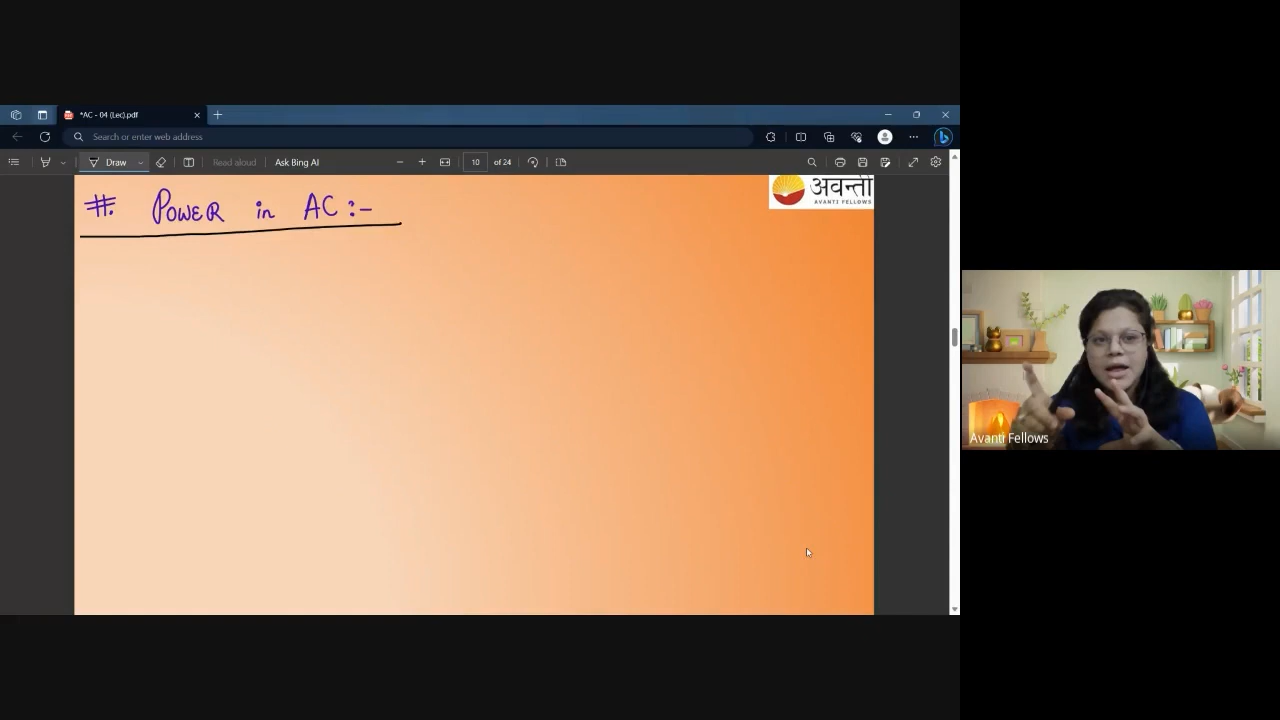 *AC - 04 (Lec).pdf
Search or enter web address
Draw
Read aloud
Ask Bing AI
10 of 24
अवन्ती
AVANTI FELLOWS
#. POWER in AC :-
Avanti Fellows